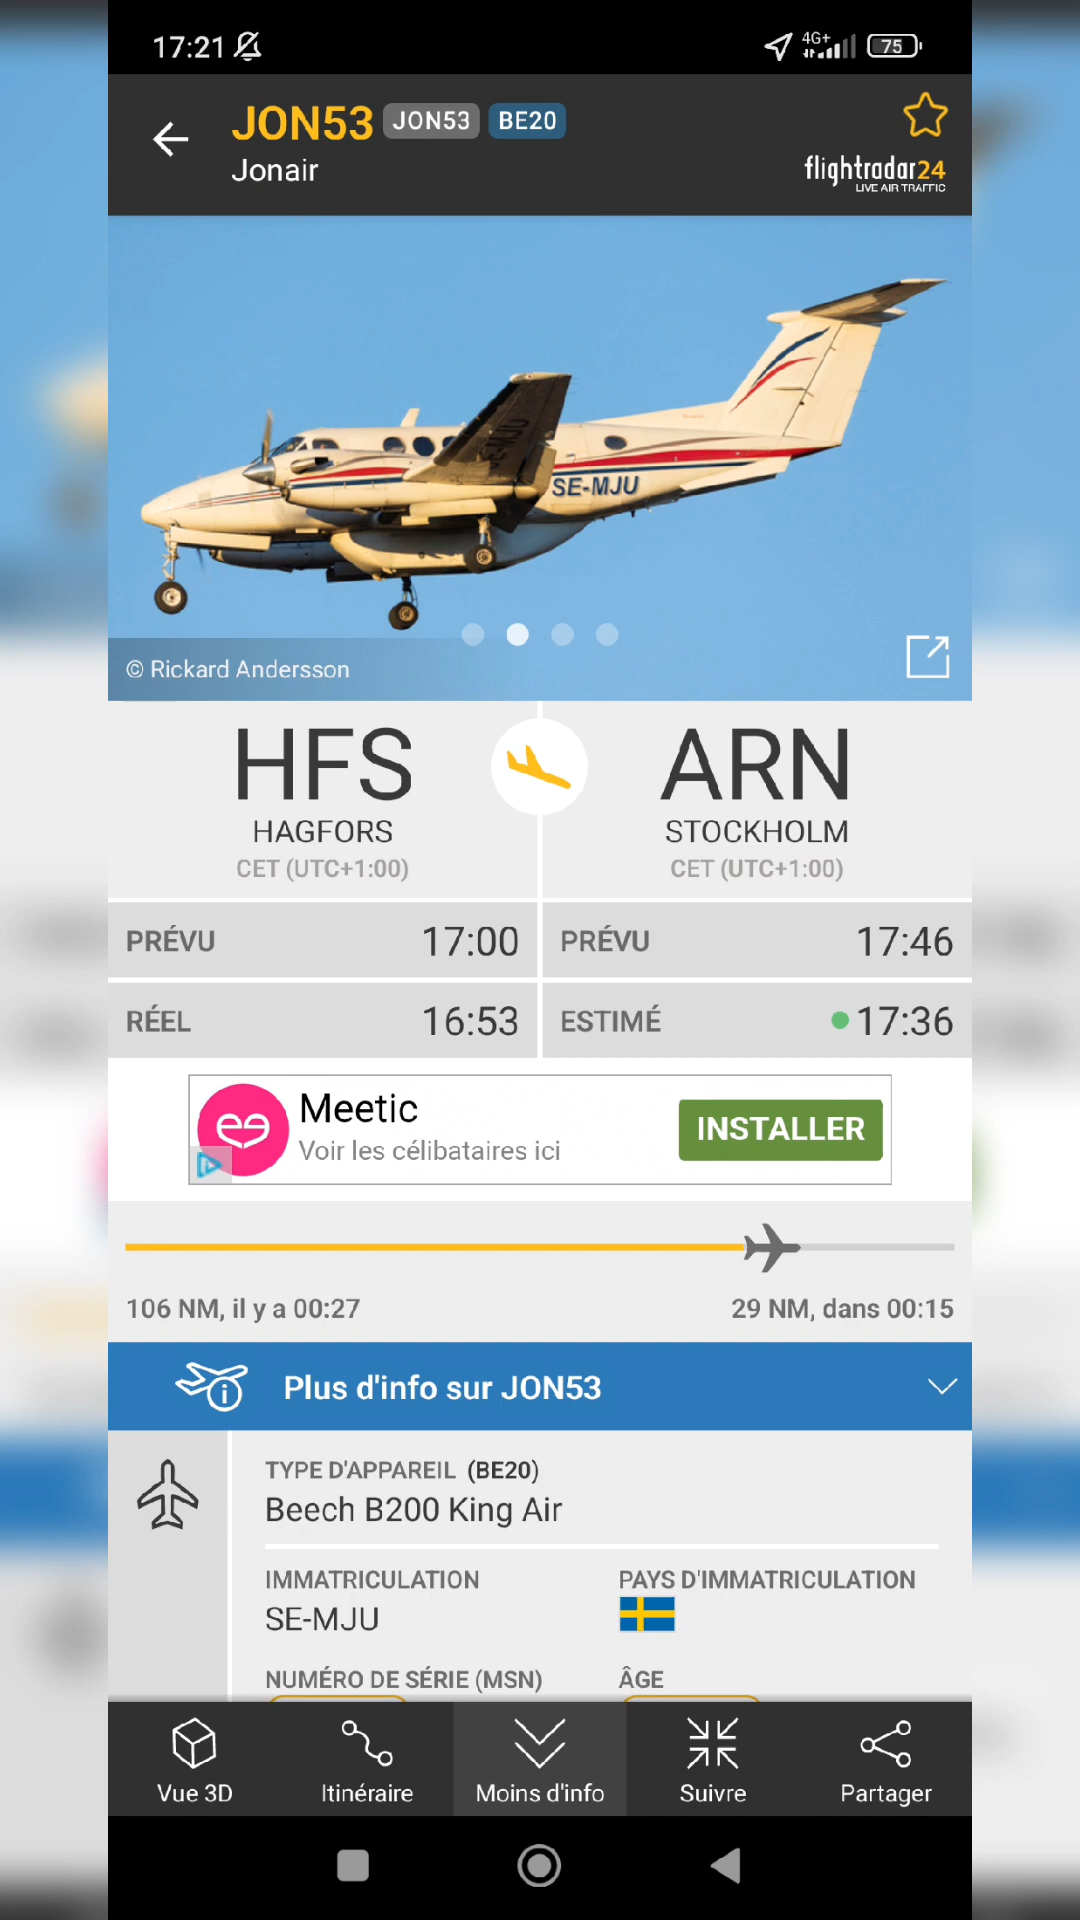 17:21
4G+
75
JON53 JON53 BE20
Jonair
flightradar24
LIVE AIR TRAFFIC
SE-MJU
SE-MJU
© Rickard Andersson
HFS
HAGFORS
CET (UTC+1:00)
ARN
STOCKHOLM
CET (UTC+1:00)
PRÉVU 17:00
PRÉVU 17:46
RÉEL 16:53
ESTIMÉ 17:36
Meetic
Voir les célibataires ici
INSTALLER
106 NM, il y a 00:27
29 NM, dans 00:15
Plus d'info sur JON53
TYPE D'APPAREIL (BE20)
Beech B200 King Air
IMMATRICULATION
SE-MJU
PAYS D'IMMATRICULATION
NUMÉRO DE SÉRIE (MSN)
ÂGE
Vue 3D
Itinéraire
Moins d'info
Suivre
Partager